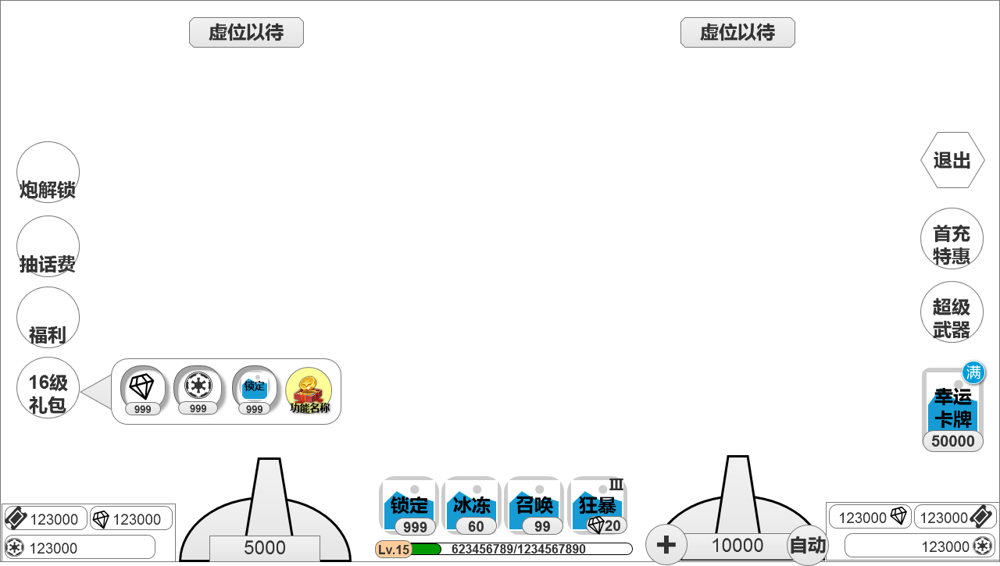 虚位以待
虚位以待
炮解锁
抽话费
福利
16级
礼包
999
999
锁定
999
功能名称
退出
首充
特惠
超级
武器
满
幸运
卡牌
50000
123000
123000
123000
5000
锁定
999
冰冻
60
召唤
99
III
狂暴
20
Lv.15
623456789/1234567890
+
10000
自动
123000
123000
123000